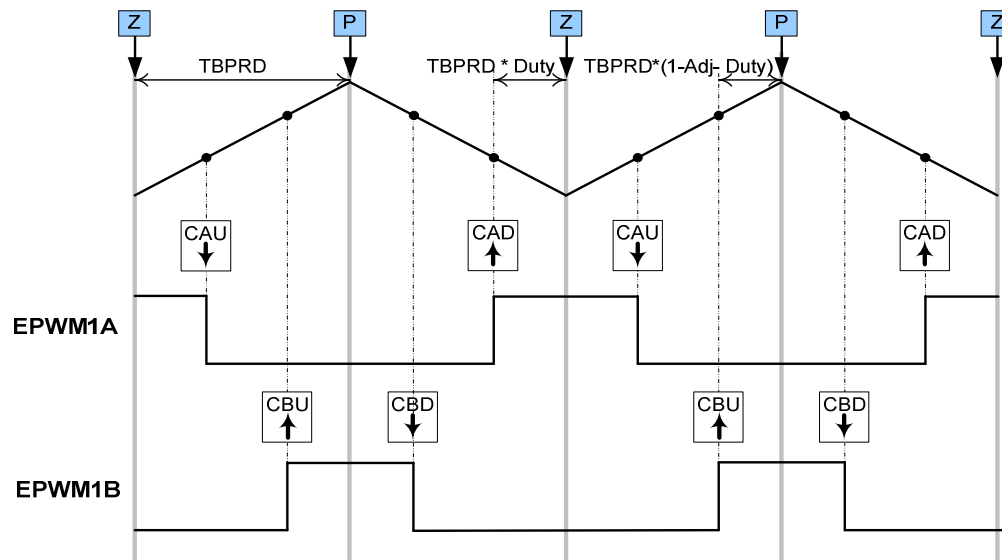 Z P Z P Z
TBPRD TBPRD * Duty TBPRD*(1-Adj- Duty)
CAU CAD CAU CAD
EPWM1A
CBU CBD CBU CBD
EPWM1B